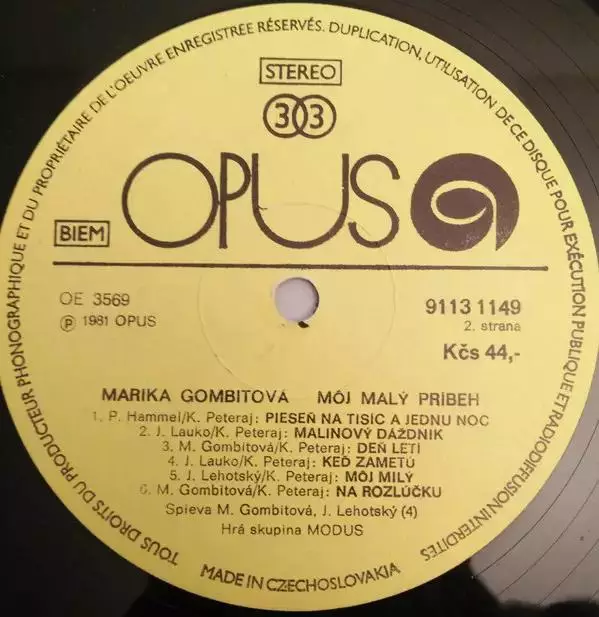 TOUS DROITS DU PRODUCTEUR PHONOGRAPHIQUE ET DU PROPRIÉTAIRE DE L'OEUVRE ENREGISTREE RÉSERVÉS. DUPLICATION, UTILISATION DE CE DISQUE POUR EXÉCUTION PUBLIQUE ET RADIODIFUSION INTERDITES
STEREO
33
OPUS
BIEM
OE 3569
9113 1149
Ⓟ 1981 OPUS
2. strana
Kčs 44,-
MARIKA GOMBITOVÁ MÔJ MALÝ PRÍBEH
1. P. Hammel/K. Peteraj: PIESEŇ NA TISÍC A JEDNU NOC
2. J. Lauko/K. Peteraj: MALINOVÝ DÁŽDNIK
3. M. Gombitová/K. Peteraj: DEŇ LETÍ
4. J. Lauko/K. Peteraj: KEĎ ZAMETÚ
5. J. Lehotský/K. Peteraj: MÔJ MILÝ
6. M. Gombitová/K. Peteraj: NA ROZLÚČKU
Spieva M. Gombitová, J. Lehotský (4)
Hrá skupina MODUS
MADE IN CZECHOSLOVAKIA